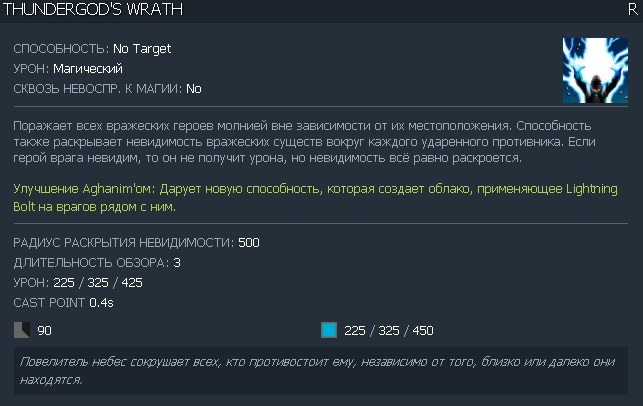 THUNDERGOD'S WRATH R
СПОСОБНОСТЬ: No Target
УРОН: Магический
СКВОЗЬ НЕВОСПР. К МАГИИ: No
Поражает всех вражеских героев молнией вне зависимости от их местоположения. Способность
также раскрывает невидимость вражеских существ вокруг каждого ударенного противника. Если
герой врага невидим, то он не получит урона, но невидимость всё равно раскроется.
Улучшение Aghanim'ом: Дарует новую способность, которая создает облако, применяющее Lightning
Bolt на врагов рядом с ним.
РАДИУС РАСКРЫТИЯ НЕВИДИМОСТИ: 500
ДЛИТЕЛЬНОСТЬ ОБЗОРА: 3
УРОН: 225 / 325 / 425
CAST POINT 0.4s
90 225 / 325 / 450
Повелитель небес сокрушает всех, кто противостоит ему, независимо от того, близко или далеко они
находятся.